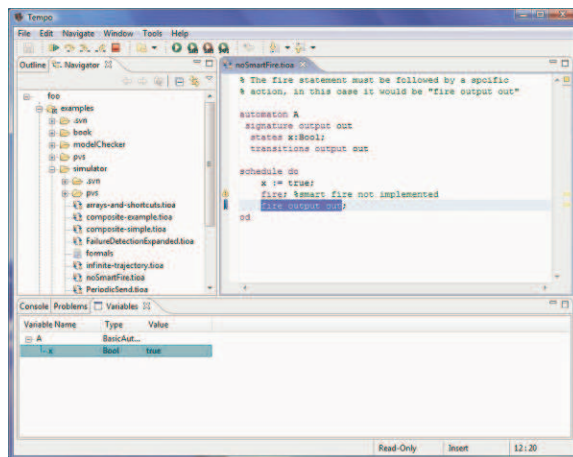 Tempo
File Edit Navigate Window Tools Help
Outline Navigator
foo
examples
.svn
book
modelChecker
pvs
simulator
.svn
pvs
arrays-and-shortcuts.tioa
composite-example.tioa
composite-simple.tioa
FailureDetectionExpanded.tioa
formals
infinite-trajectory.tioa
noSmartFire.tioa
PeriodicSend.tioa
noSmartFire.tioa
% The fire statement must be followed by a spcific
% action, in this case it would be "fire output out"
automaton A
signature output out
states x:Bool;
transitions output out
schedule do
x := true;
fire; %smart fire not implemented
fire output out;
od
Console Problems Variables
Variable Name Type Value
A BasicAut...
x Bool true
Read-Only Insert 12 : 20